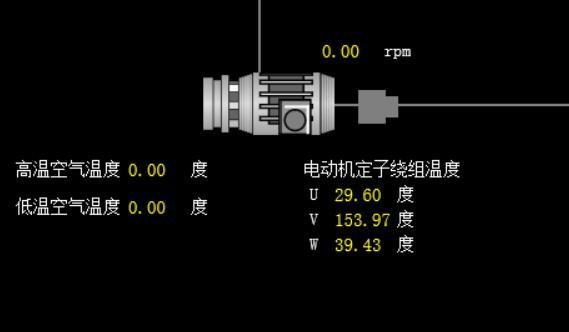 0.00 rpm
高温空气温度 0.00 度
低温空气温度 0.00 度
电动机定子绕组温度
U 29.60 度
V 153.97 度
W 39.43 度